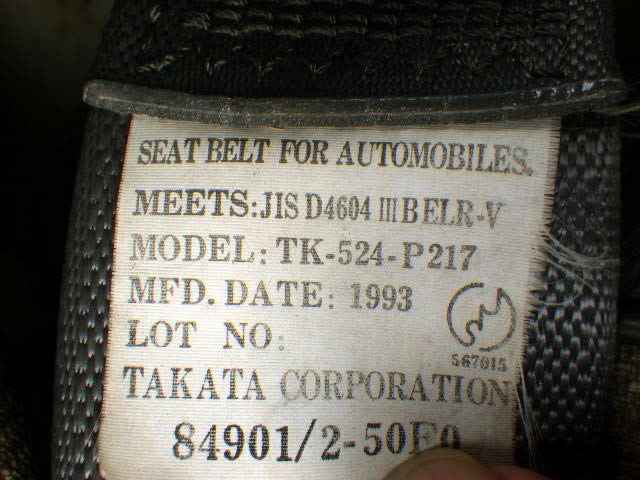 SEAT BELT FOR AUTOMOBILES.
MEETS: JIS D4604 III BELR-V
MODEL: TK-524-P217
MFD. DATE: 1993
LOT NO:
567015
TAKATA CORPORATION
84901/2-50E0